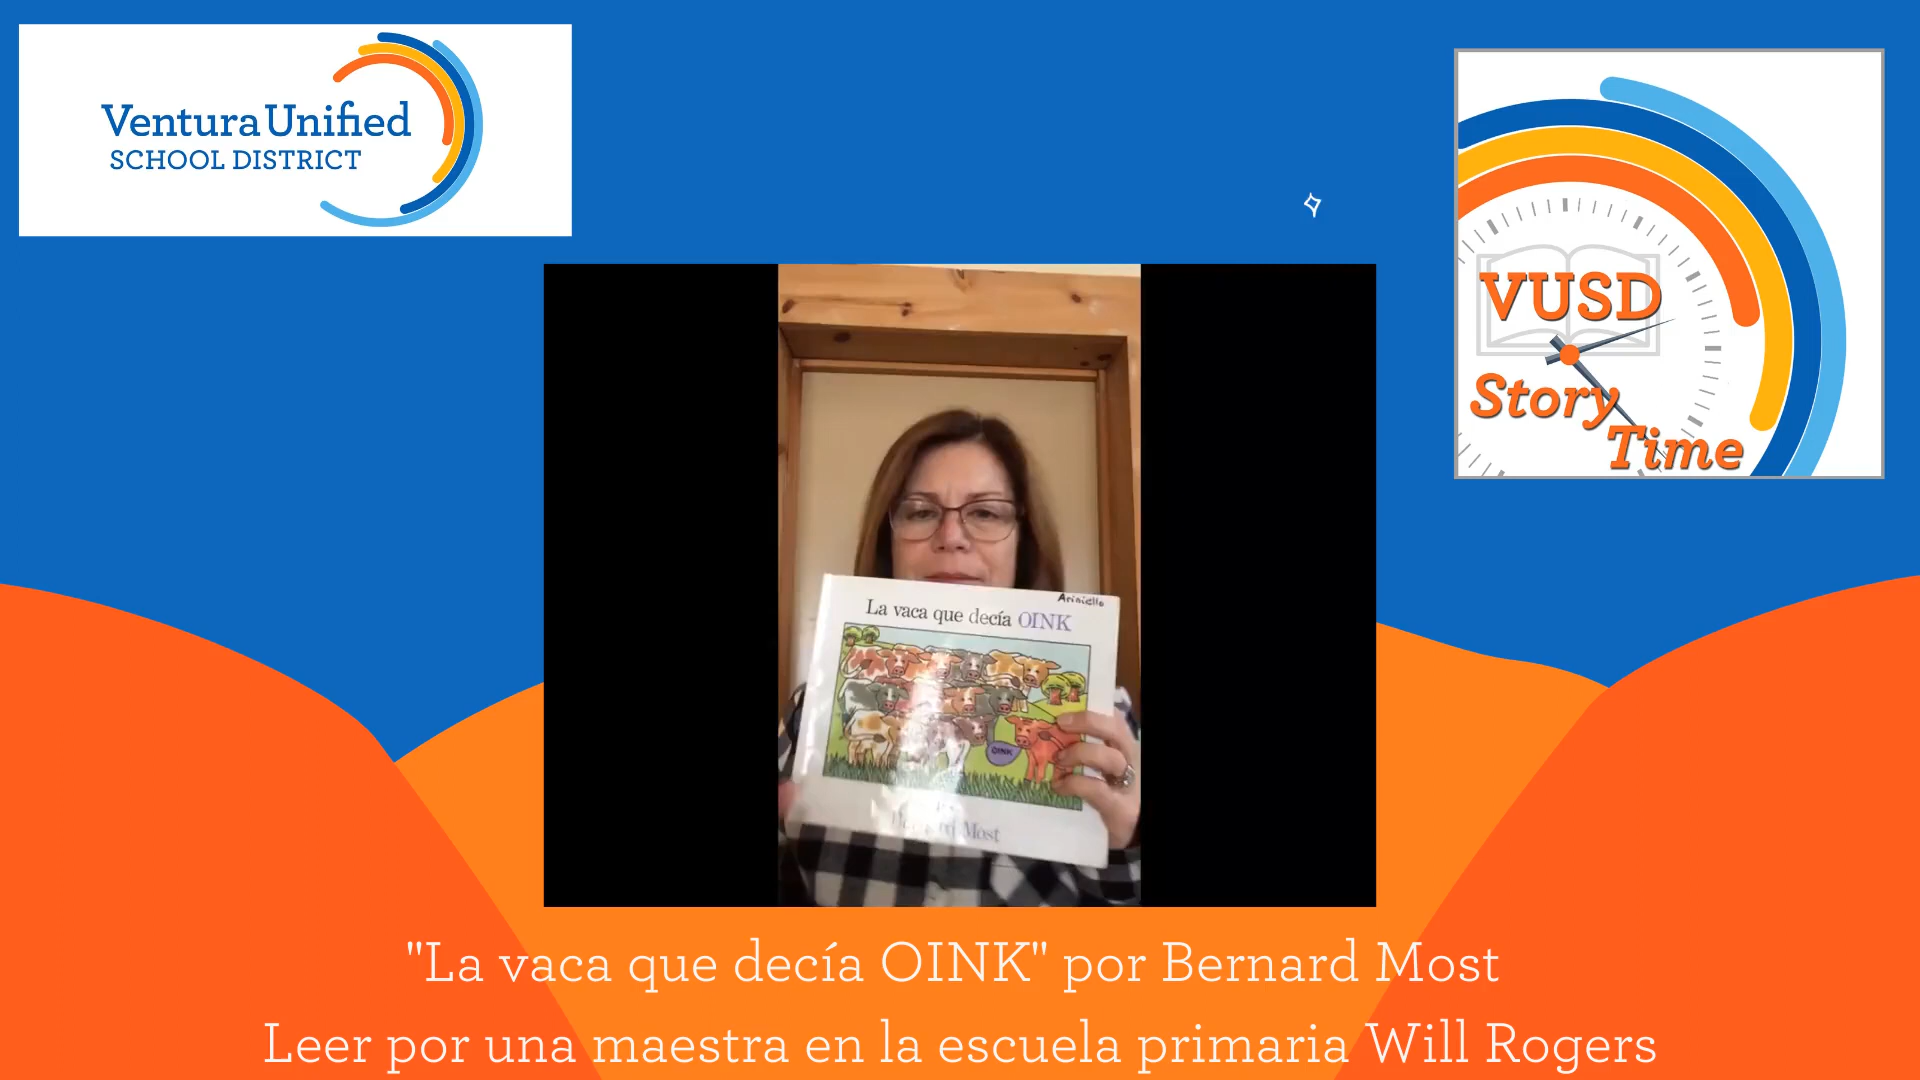 Ventura Unified
SCHOOL DISTRICT
VUSD
Story
Time
Ariniello
La vaca que decía OINK
OINK
Most
"La vaca que decía OINK" por Bernard Most
Leer por una maestra en la escuela primaria Will Rogers